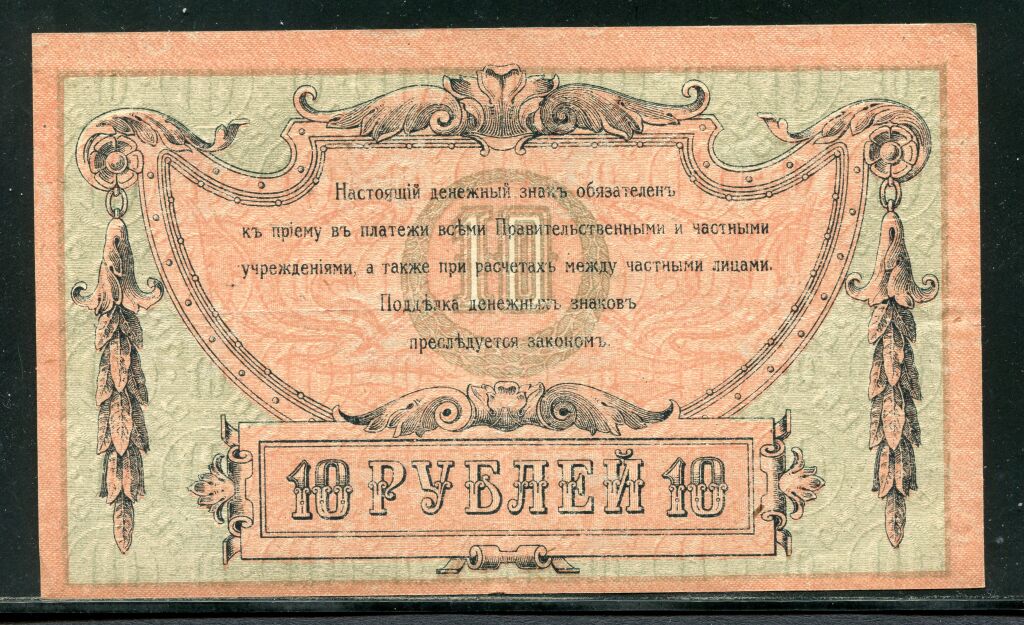 Настоящій денежный знакъ обязателенъ
къ пріему въ платежи всѣми Правительственными и частными
учрежденіями, а также при расчетахъ между частными лицами.
Поддѣлка денежныхъ знаковъ
преслѣдуется закономъ.
10
10 РУБЛЕЙ 10